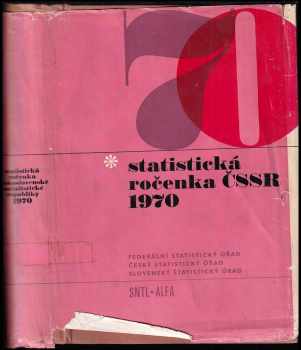 statistická
ročenka
československé
socialistické
republiky
1970
70
* statistická
ročenka ČSSR
1970
FEDERÁLNÍ STATISTICKÝ ÚŘAD
ČESKÝ STATISTICKÝ ÚŘAD
SLOVENSKÝ ŠTATISTICKÝ ÚRAD
SNTL • ALFA